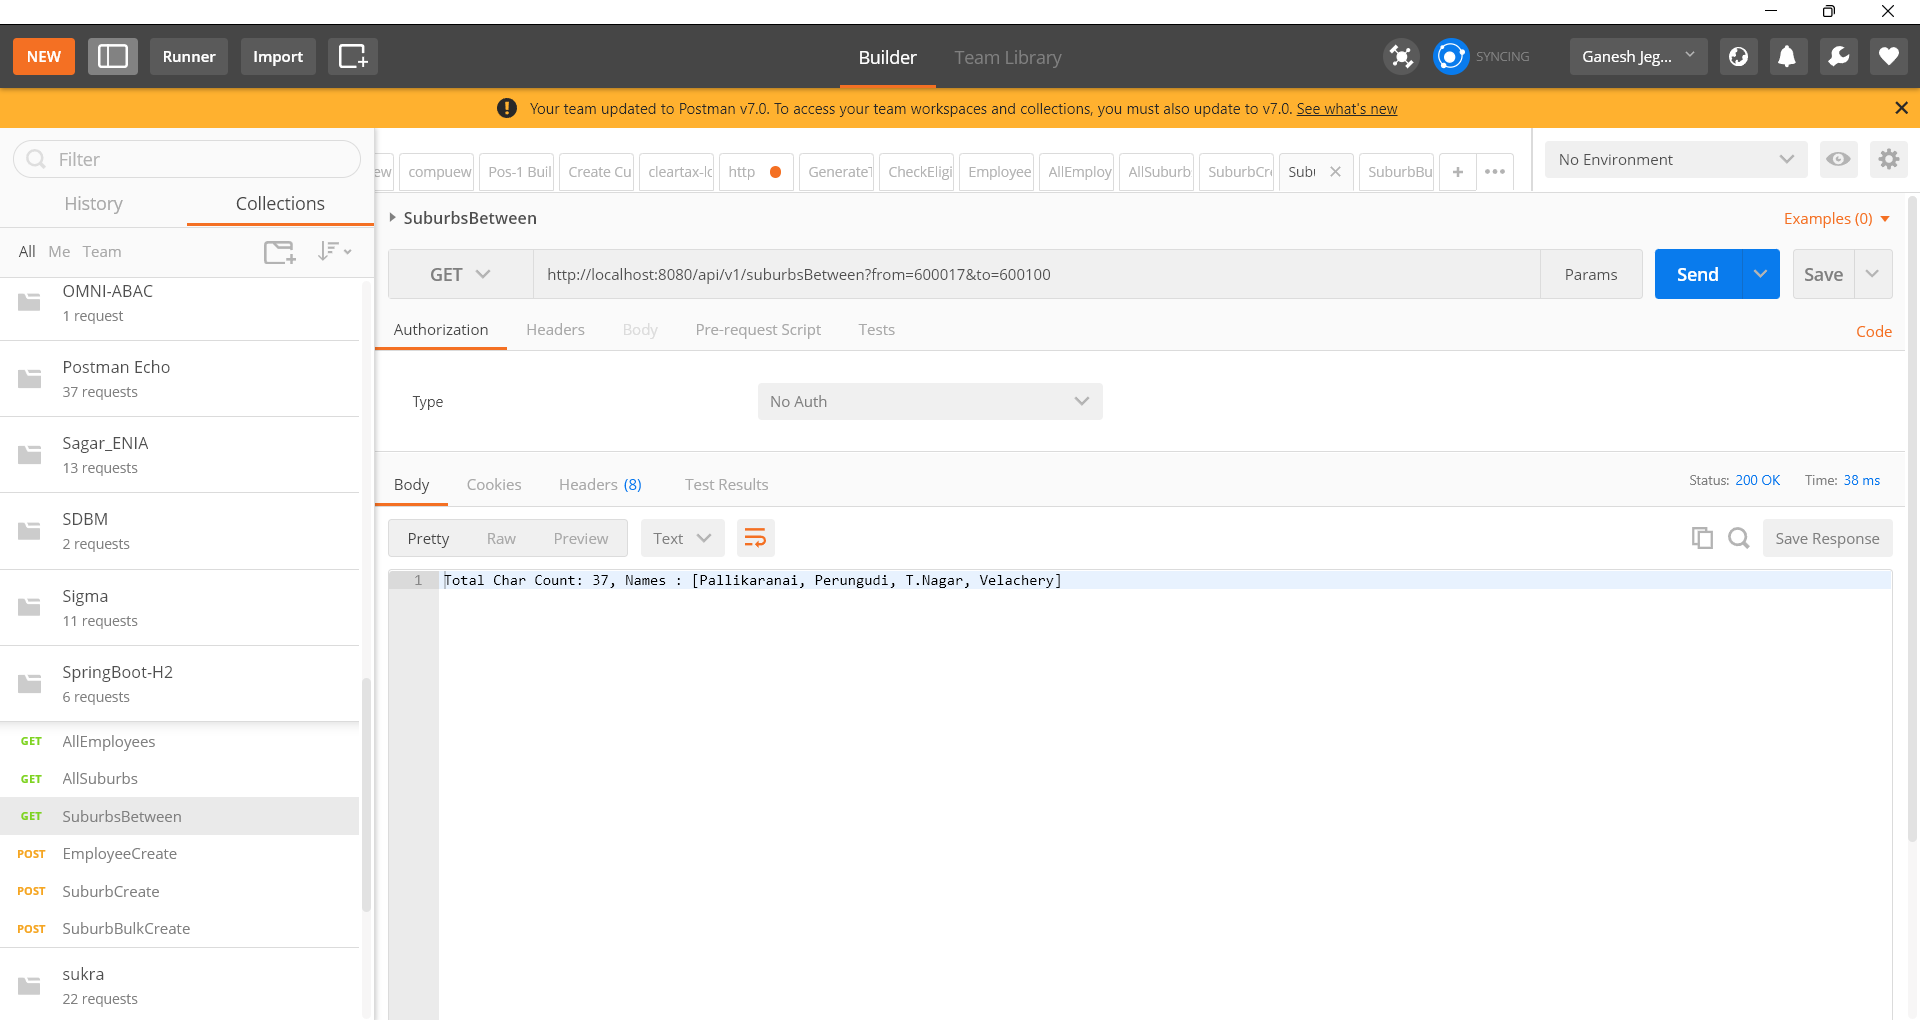 NEW
Runner
Import
Builder
Team Library
SYNCING
Ganesh Jeg...
Your team updated to Postman v7.0. To access your team workspaces and collections, you must also update to v7.0. See what's new
Filter
History
Collections
All Me Team
OMNI-ABAC
1 request
Postman Echo
37 requests
Sagar_ENIA
13 requests
SDBM
2 requests
Sigma
11 requests
SpringBoot-H2
6 requests
GET AllEmployees
GET AllSuburbs
GET SuburbsBetween
POST EmployeeCreate
POST SuburbCreate
POST SuburbBulkCreate
sukra
22 requests
ew
compuew
Pos-1 Buil
Create Cu
cleartax-lo
http
Generate
CheckEligi
Employee
AllEmploy
AllSuburb
SuburbCr
Sub
SuburbBu
No Environment
SuburbsBetween
Examples (0)
GET
http://localhost:8080/api/v1/suburbsBetween?from=600017&to=600100
Params
Send
Save
Authorization
Headers
Body
Pre-request Script
Tests
Code
Type
No Auth
Body
Cookies
Headers (8)
Test Results
Status: 200 OK
Time: 38 ms
Pretty
Raw
Preview
Text
Save Response
1 Total Char Count: 37, Names : [Pallikaranai, Perungudi, T.Nagar, Velachery]